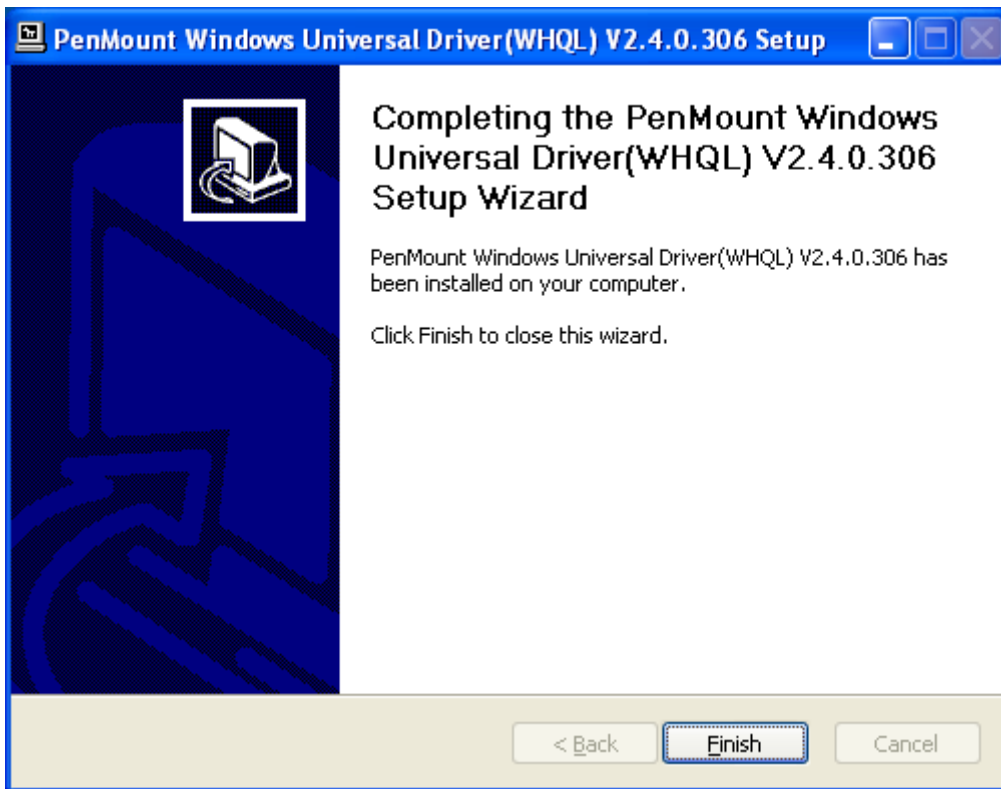 PenMount Windows Universal Driver(WHQL) V2.4.0.306 Setup
Completing the PenMount Windows
Universal Driver(WHQL) V2.4.0.306
Setup Wizard
PenMount Windows Universal Driver(WHQL) V2.4.0.306 has
been installed on your computer.
Click Finish to close this wizard.
< Back Finish Cancel